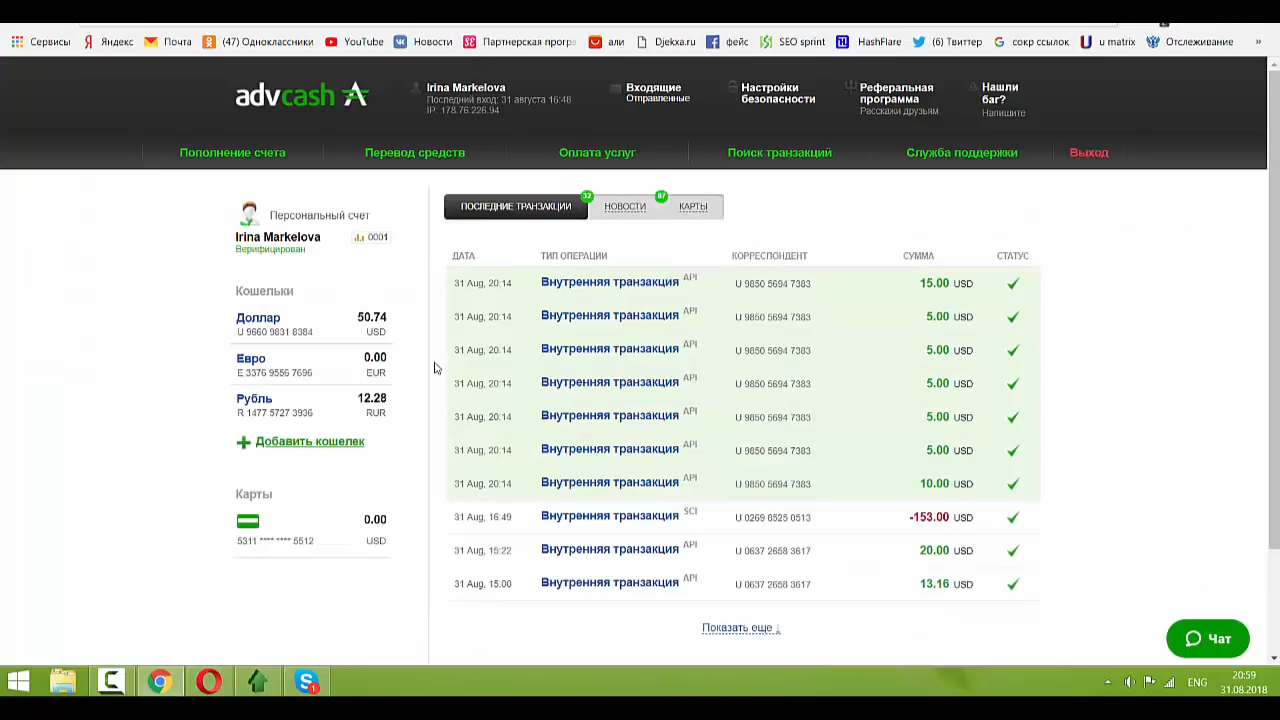 Сервисы Яндекс Почта (47) Одноклассники YouTube Новости Партнерская програ али Djekxa.ru фейс SEO sprint HashFlare (6) Твиттер сокр ссылок u matrix Отслеживание »
advcash
Irina Markelova
Последний вход: 31 августа 16:48
IP: 178.76.226.94
Входящие
Отправленные
Настройки
безопасности
Реферальная
программа
Расскажи друзьям
Нашли
баг?
Напишите
Пополнение счета Перевод средств Оплата услуг Поиск транзакций Служба поддержки Выход
Персональный счет
Irina Markelova 0001
Верифицирован
Кошельки
Доллар 50.74
U 9660 9831 8384 USD
Евро 0.00
E 3376 9556 7696 EUR
Рубль 12.28
R 1477 5727 3936 RUR
Добавить кошелек
Карты
0.00
5311 **** **** 5512 USD
ПОСЛЕДНИЕ ТРАНЗАКЦИИ 32 НОВОСТИ 87 КАРТЫ
ДАТА ТИП ОПЕРАЦИИ КОРРЕСПОНДЕНТ СУММА СТАТУС
31 Aug, 20:14 Внутренняя транзакция API U 9850 5694 7383 15.00 USD
31 Aug, 20:14 Внутренняя транзакция API U 9850 5694 7383 5.00 USD
31 Aug, 20:14 Внутренняя транзакция API U 9850 5694 7383 5.00 USD
31 Aug, 20:14 Внутренняя транзакция API U 9850 5694 7383 5.00 USD
31 Aug, 20:14 Внутренняя транзакция API U 9850 5694 7383 5.00 USD
31 Aug, 20:14 Внутренняя транзакция API U 9850 5694 7383 5.00 USD
31 Aug, 20:14 Внутренняя транзакция API U 9850 5694 7383 10.00 USD
31 Aug, 16:49 Внутренняя транзакция SCI U 0269 8525 0513 -153.00 USD
31 Aug, 15:22 Внутренняя транзакция API U 0637 2658 3617 20.00 USD
31 Aug, 15:00 Внутренняя транзакция API U 0637 2658 3617 13.16 USD
Показать еще ↓
Чат
ENG 20:59
31.08.2018